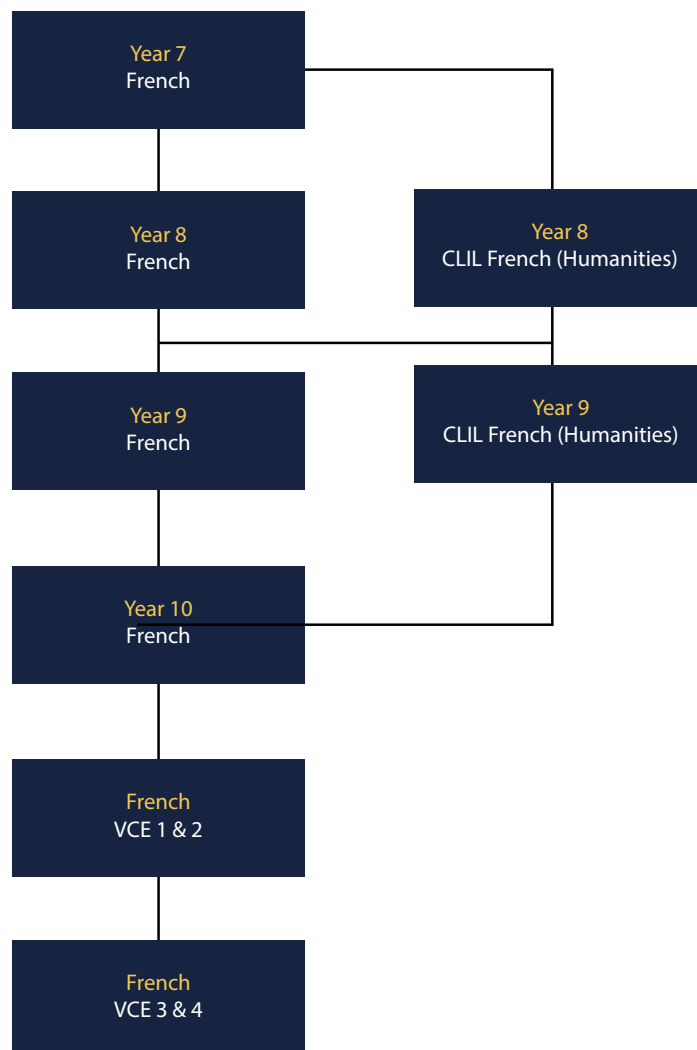 Year 7
French
Year 8
French
Year 8
CLIL French (Humanities)
Year 9
French
Year 9
CLIL French (Humanities)
Year 10
French
French
VCE 1 & 2
French
VCE 3 & 4